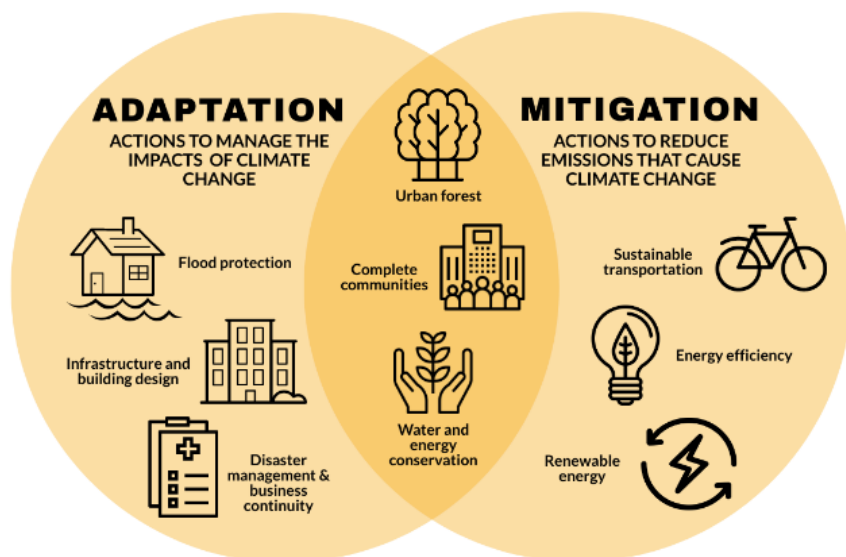 ADAPTATION
ACTIONS TO MANAGE THE
IMPACTS OF CLIMATE
CHANGE
Flood protection
Infrastructure and
building design
Disaster
management &
business
continuity
Urban forest
Complete
communities
Water and
energy
conservation
MITIGATION
ACTIONS TO REDUCE
EMISSIONS THAT CAUSE
CLIMATE CHANGE
Sustainable
transportation
Energy efficiency
Renewable
energy